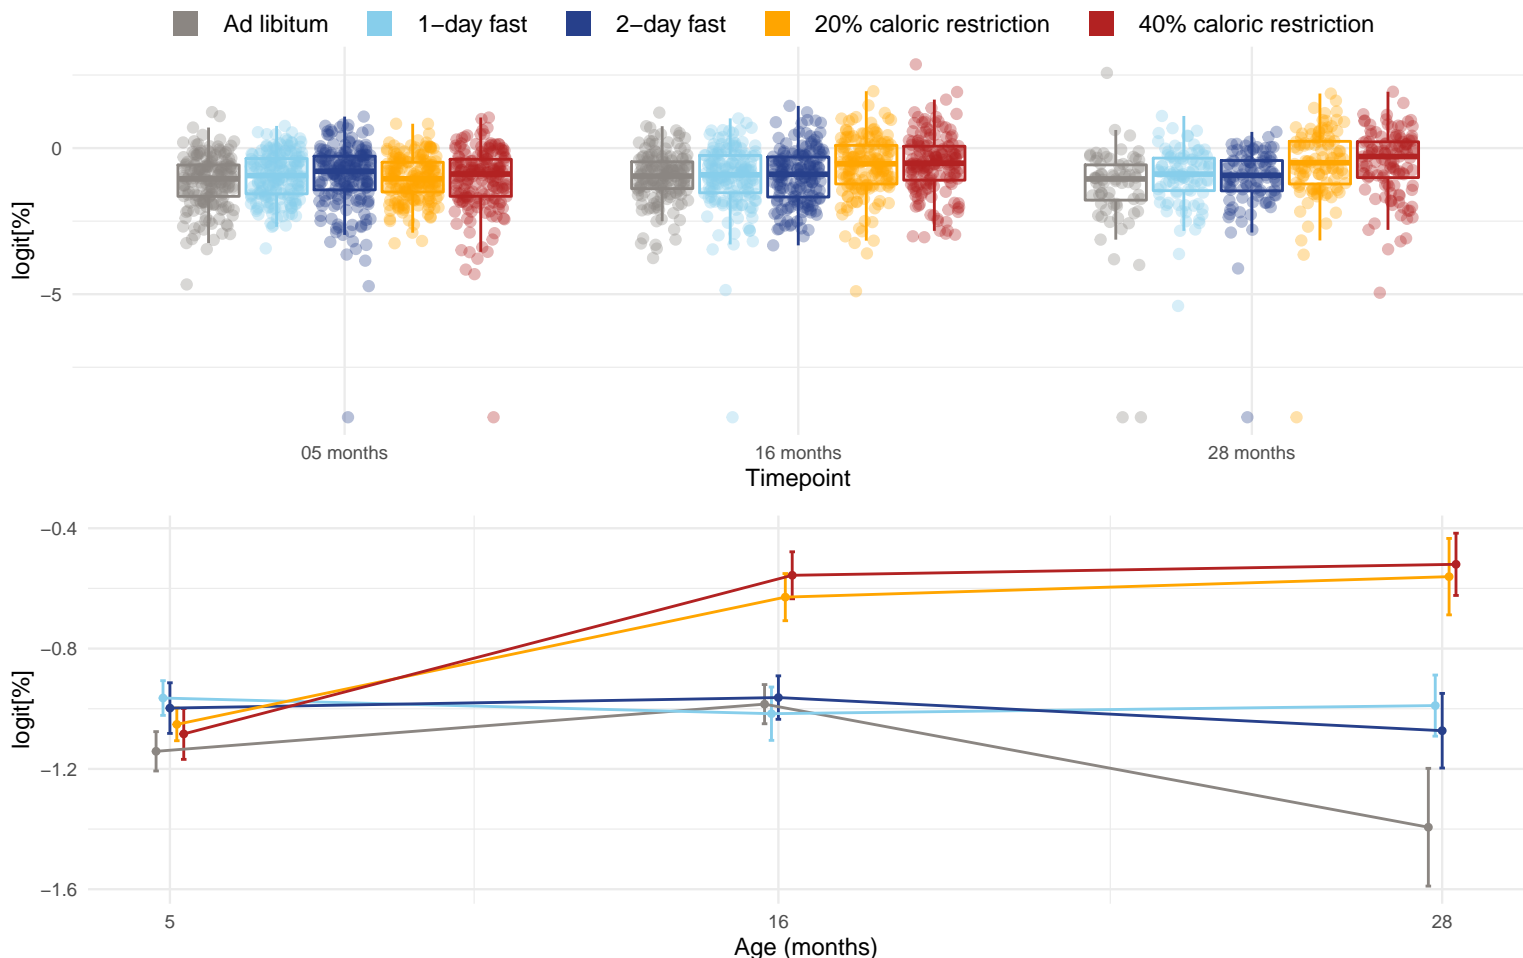 Ad libitum 1−day fast 2−day fast 20% caloric restriction 40% caloric restriction
logit[%]
0
−5
05 months 16 months 28 months
Timepoint
logit[%]
−0.4
−0.8
−1.2
−1.6
5 16 28
Age (months)